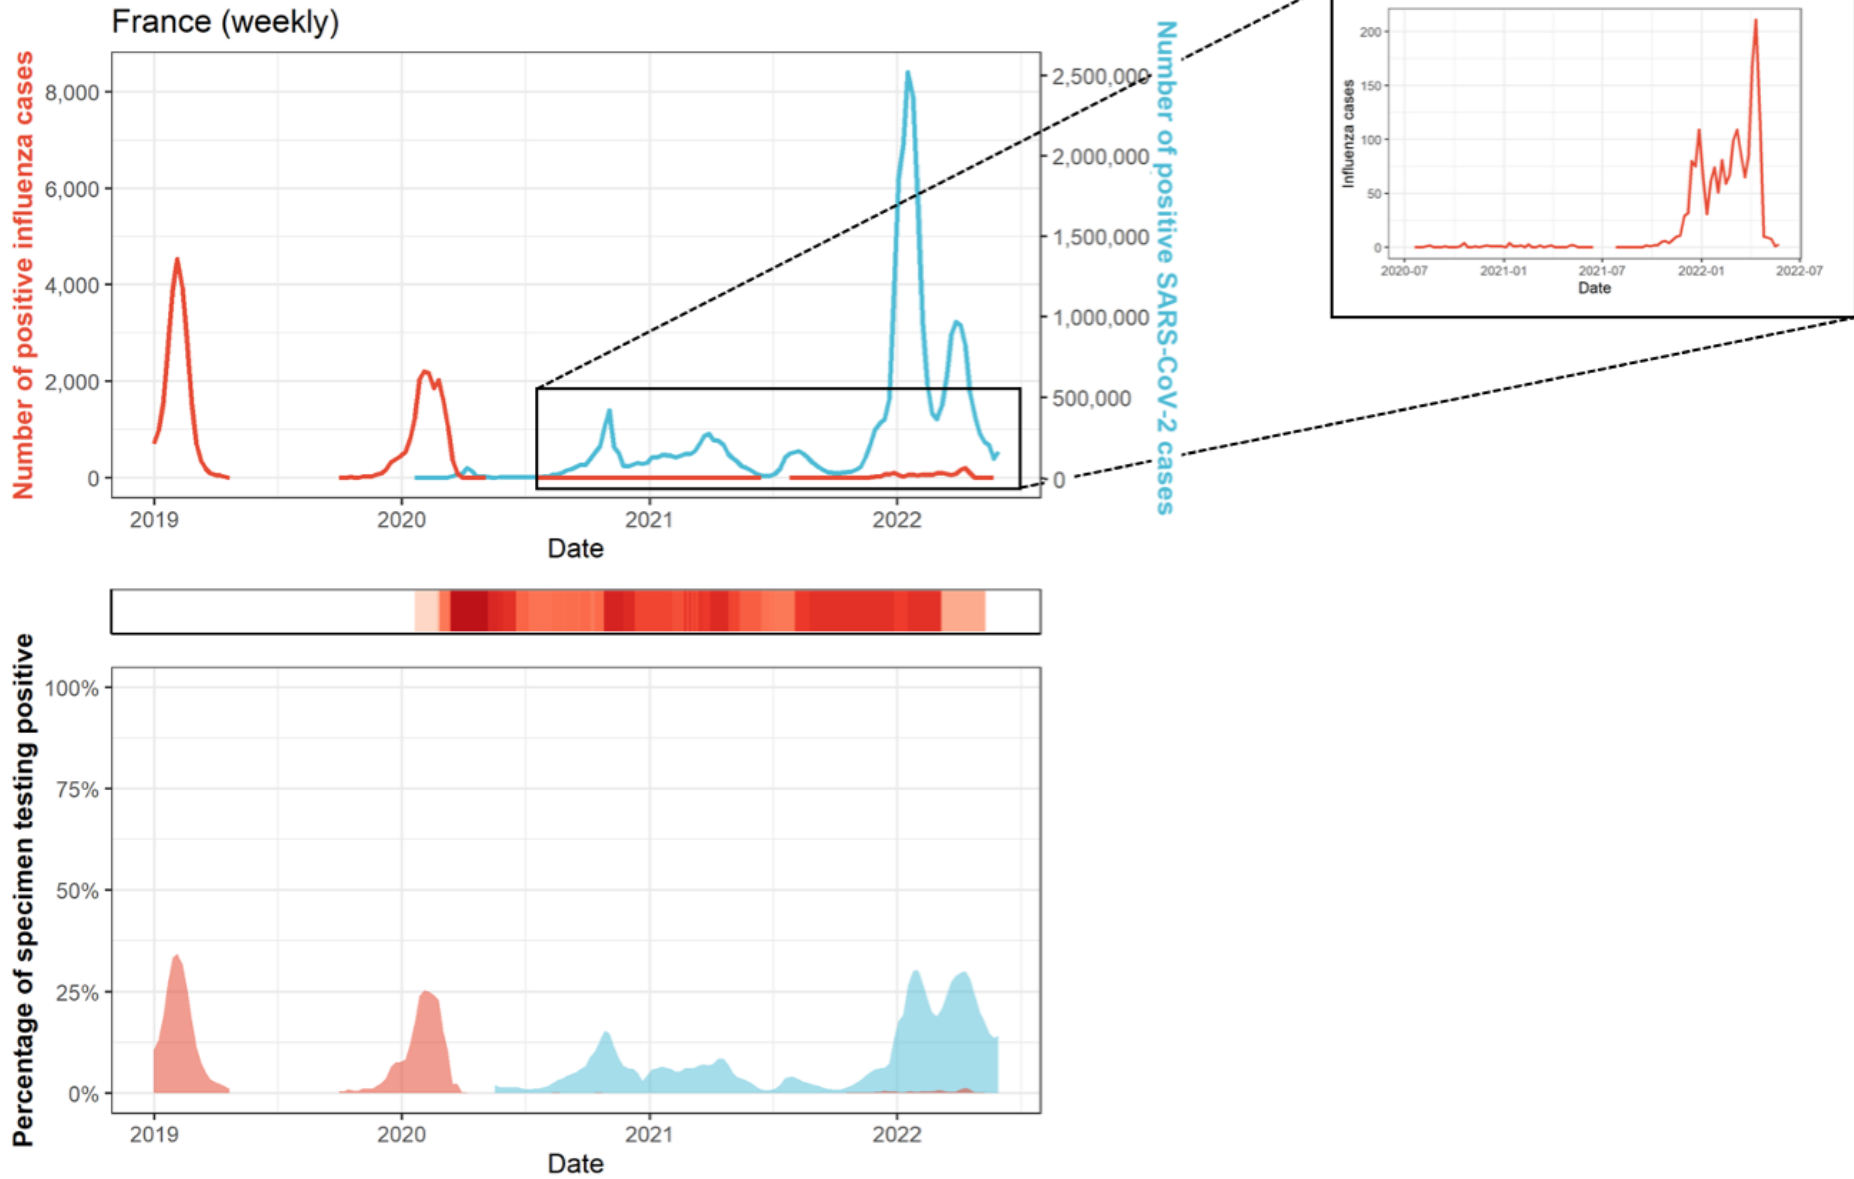 France (weekly)
Number of positive influenza cases
8,000
6,000
4,000
2,000
0
2,500,000
2,000,000
1,500,000
1,000,000
500,000
0
Number of positive SARS-CoV-2 cases
2019 2020 2021 2022
Date
Influenza cases
200
150
100
50
0
2020-07 2021-01 2021-07 2022-01 2022-07
Date
Percentage of specimen testing positive
100%
75%
50%
25%
0%
2019 2020 2021 2022
Date